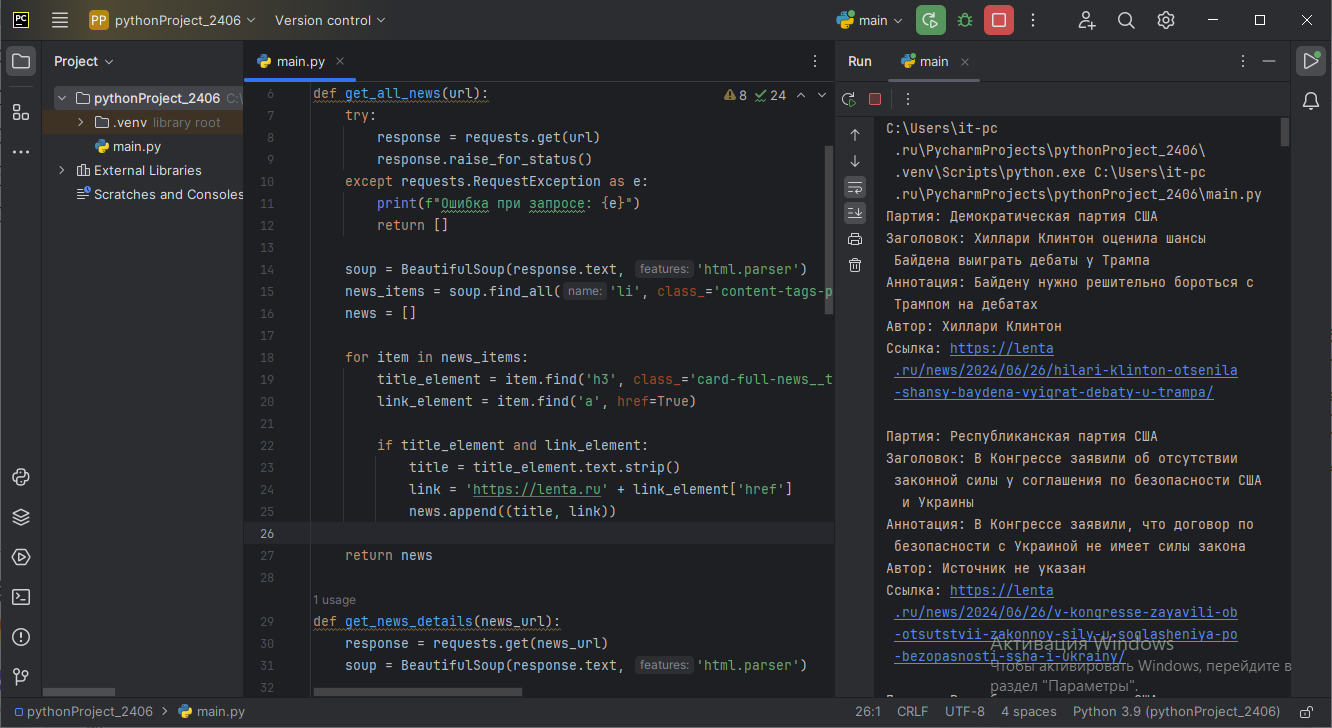 PC
PP pythonProject_2406
Version control
main
Project
main.py
Run
main
pythonProject_2406 C:\
.venv library root
main.py
External Libraries
Scratches and Consoles
8 24
6 def get_all_news(url):
7 try:
8 response = requests.get(url)
9 response.raise_for_status()
10 except requests.RequestException as e:
11 print(f"Ошибка при запросе: {e}")
12 return []
13
14 soup = BeautifulSoup(response.text, features: 'html.parser')
15 news_items = soup.find_all( name: 'li', class_='content-tags-p
16 news = []
17
18 for item in news_items:
19 title_element = item.find('h3', class_='card-full-news__t
20 link_element = item.find('a', href=True)
21
22 if title_element and link_element:
23 title = title_element.text.strip()
24 link = 'https://lenta.ru' + link_element['href']
25 news.append((title, link))
26
27 return news
28
1 usage
29 def get_news_details(news_url):
30 response = requests.get(news_url)
31 soup = BeautifulSoup(response.text, features: 'html.parser')
32
C:\Users\it-pc
.ru\PycharmProjects\pythonProject_2406\
.venv\Scripts\python.exe C:\Users\it-pc
.ru\PycharmProjects\pythonProject_2406\main.py
Партия: Демократическая партия США
Заголовок: Хиллари Клинтон оценила шансы
Байдена выиграть дебаты у Трампа
Аннотация: Байдену нужно решительно бороться с
Трампом на дебатах
Автор: Хиллари Клинтон
Ссылка: https://lenta
.ru/news/2024/06/26/hilari-klinton-otsenila
-shansy-baydena-vyigrat-debaty-u-trampa/
Партия: Республиканская партия США
Заголовок: В Конгрессе заявили об отсутствии
законной силы у соглашения по безопасности США
и Украины
Аннотация: В Конгрессе заявили, что договор по
безопасности с Украиной не имеет силы закона
Автор: Источник не указан
Ссылка: https://lenta
.ru/news/2024/06/26/v-kongresse-zayavili-ob
-otsutstvii-zakonnoy-sily-u-soglasheniya-po
-bezopasnosti-ssha-i-ukrainy/
Активация Windows
Чтобы активировать Windows, перейдите в
раздел "Параметры".
pythonProject_2406 > main.py
26:1 CRLF UTF-8 4 spaces Python 3.9 (pythonProject_2406)